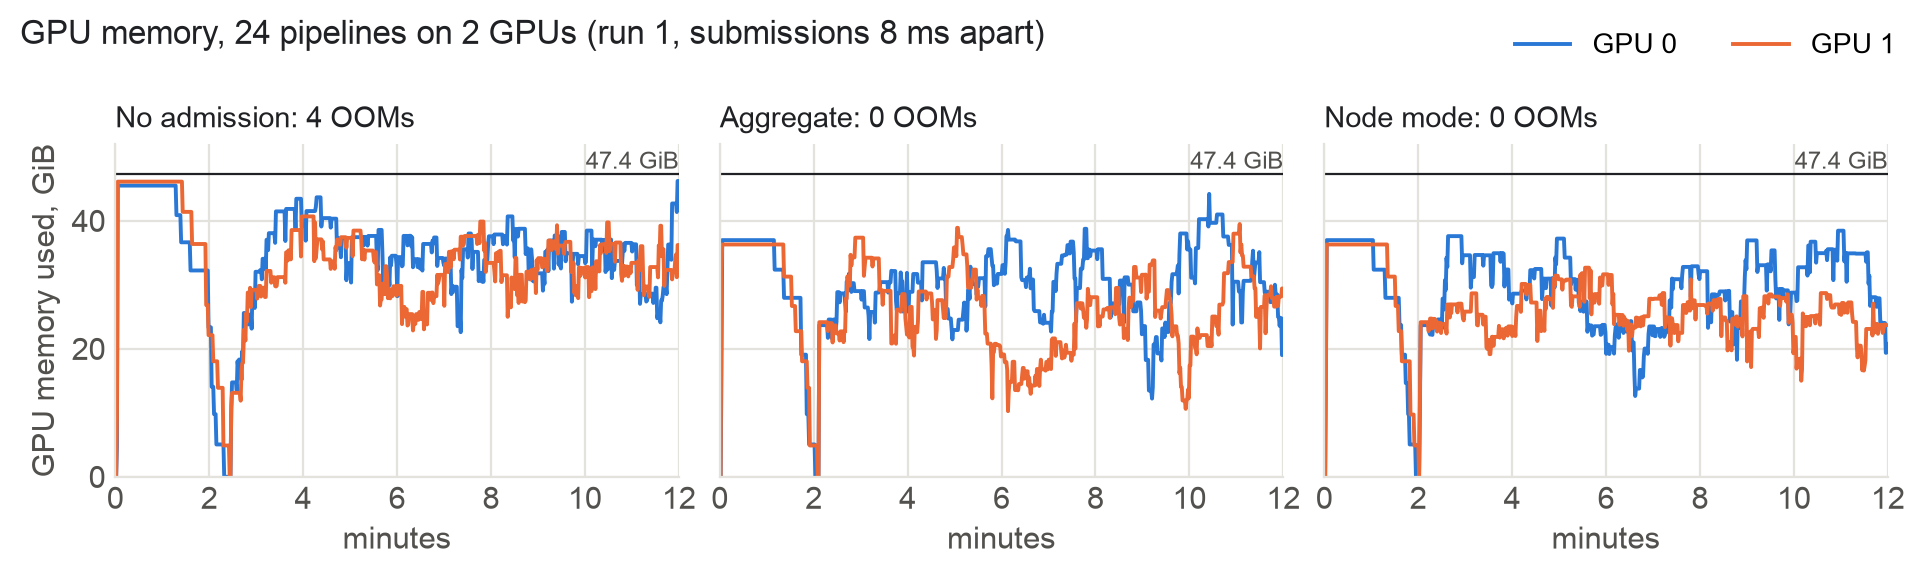 GPU memory, 24 pipelines on 2 GPUs (run 1, submissions 8 ms apart)
GPU 0 GPU 1
No admission: 4 OOMs
Aggregate: 0 OOMs
Node mode: 0 OOMs
47.4 GiB
47.4 GiB
47.4 GiB
GPU memory used, GiB
40
20
0
0 2 4 6 8 10 12
0 2 4 6 8 10 12
0 2 4 6 8 10 12
minutes
minutes
minutes